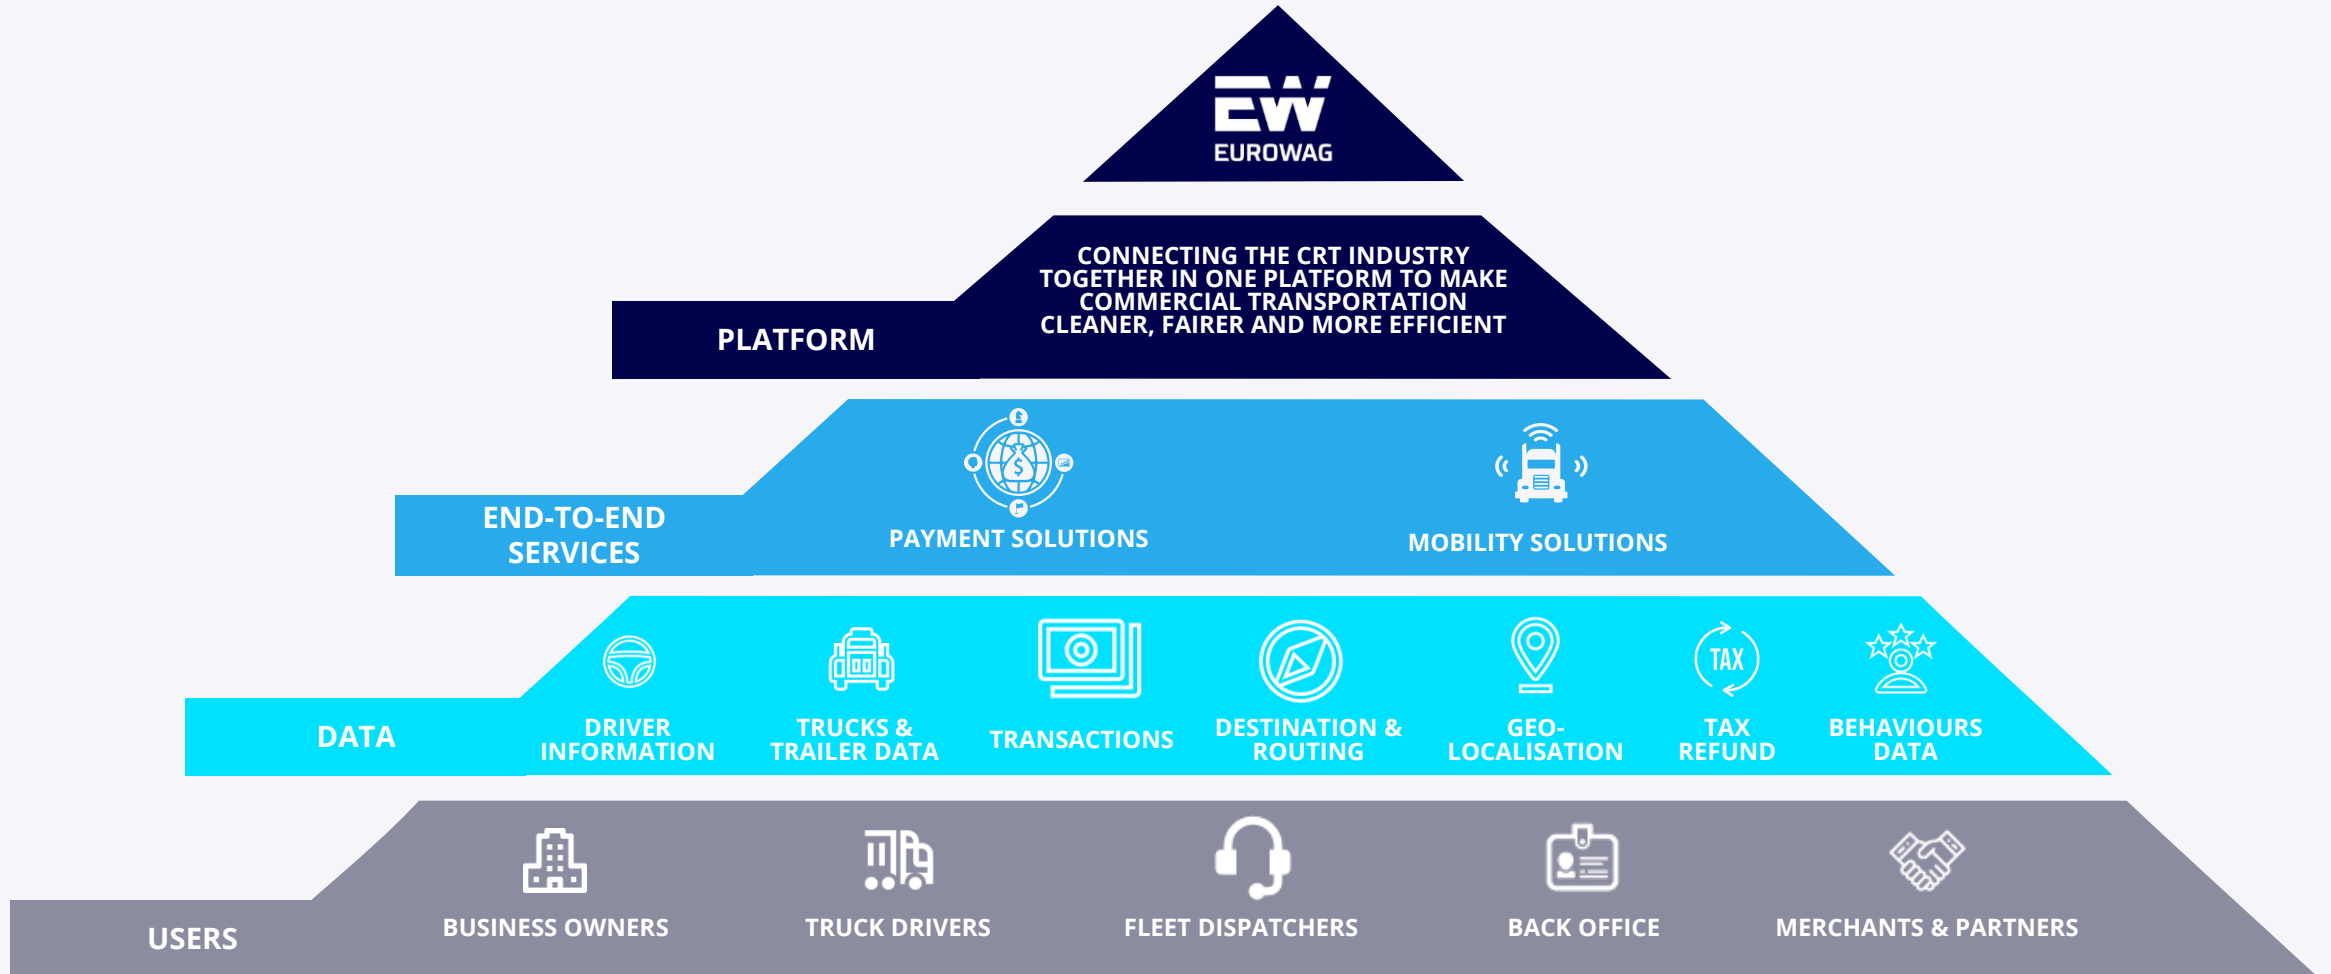 EW
EUROWAG
CONNECTING THE CRT INDUSTRY
TOGETHER IN ONE PLATFORM TO MAKE
COMMERCIAL TRANSPORTATION
CLEANER, FAIRER AND MORE EFFICIENT
PLATFORM
END-TO-END
SERVICES
$
PAYMENT SOLUTIONS
MOBILITY SOLUTIONS
DATA
DRIVER
INFORMATION
TRUCKS &
TRAILER DATA
TRANSACTIONS
DESTINATION &
ROUTING
GEO-
LOCALISATION
TAX
TAX
REFUND
BEHAVIOURS
DATA
USERS
BUSINESS OWNERS
TRUCK DRIVERS
FLEET DISPATCHERS
BACK OFFICE
MERCHANTS & PARTNERS